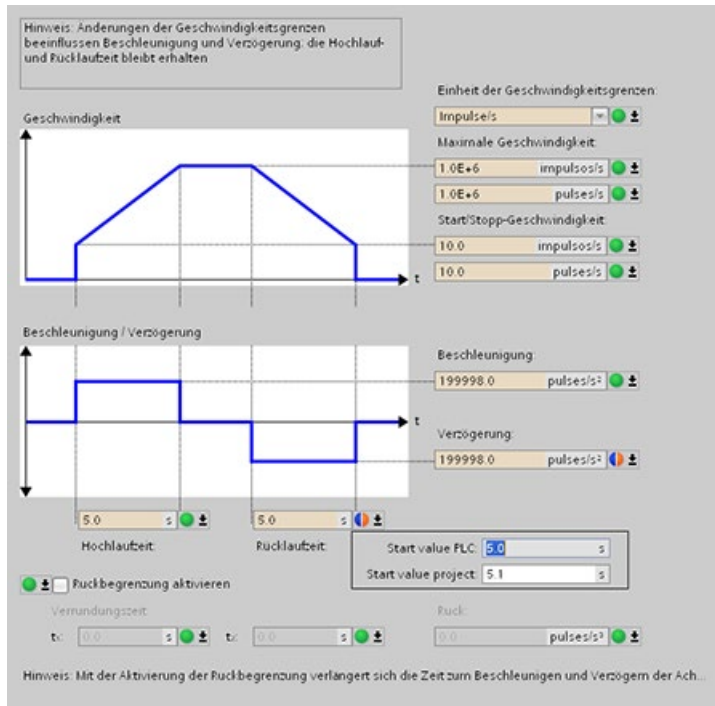 Hinweis: Änderungen der Geschwindigkeitsgrenzen
beeinflussen Beschleunigung und Verzögerung; die Hochlauf-
und Rücklaufzeit bleibt erhalten
Einheit der Geschwindigkeitsgrenzen:
Impulse/s
Geschwindigkeit
Maximale Geschwindigkeit:
1.0E+6 impulsos/s
1.0E+6 pulses/s
Start/Stopp-Geschwindigkeit:
10.0 impulsos/s
10.0 pulses/s
t
Beschleunigung / Verzögerung
Beschleunigung:
199998.0 pulses/s²
t
Verzögerung:
199998.0 pulses/s²
5.0 s 5.0 s
Hochlaufzeit: Rücklaufzeit:
Start value PLC: 5.0 s
Start value project: 5.1 s
Ruckbegrenzung aktivieren
Verrundungszeit: Ruck:
0.0 s 0.0 s 0.0 pulses/s³
Hinweis: Mit der Aktivierung der Ruckbegrenzung verlängert sich die Zeit zum Beschleunigen und Verzögern der Ach...